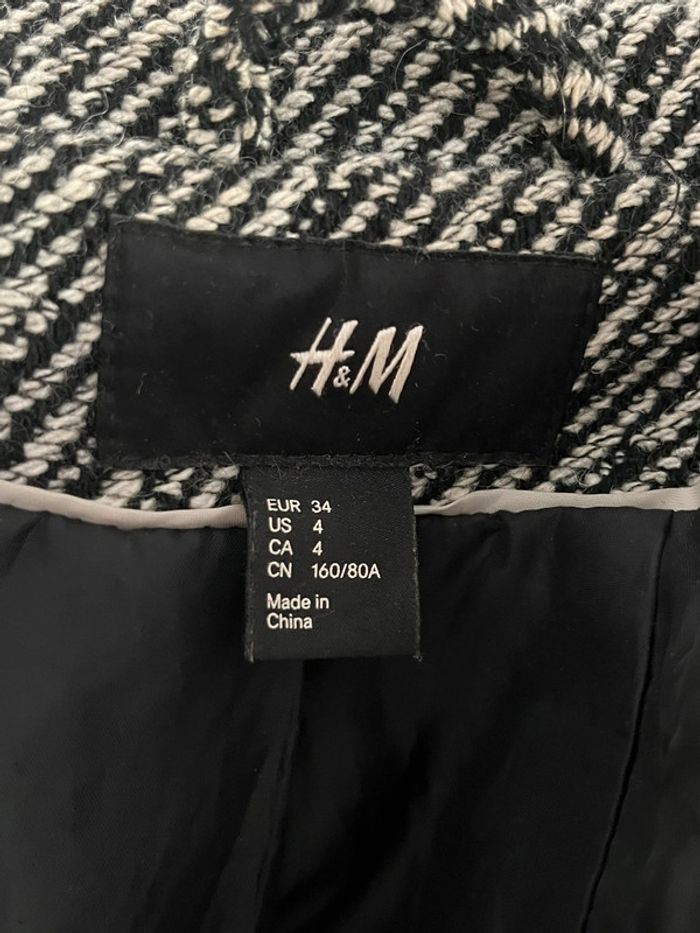 H&M
EUR 34
US 4
CA 4
CN 160/80A
Made in
China